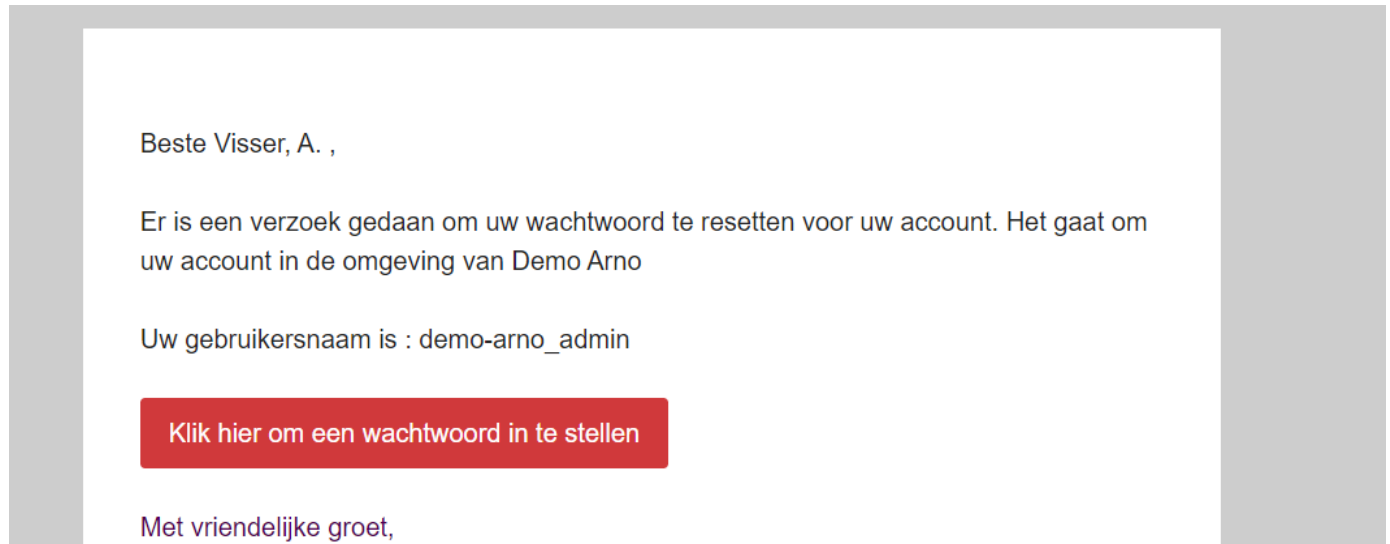 Beste Visser, A. ,
Er is een verzoek gedaan om uw wachtwoord te resetten voor uw account. Het gaat om
uw account in de omgeving van Demo Arno
Uw gebruikersnaam is : demo-arno_admin
Klik hier om een wachtwoord in te stellen
Met vriendelijke groet,